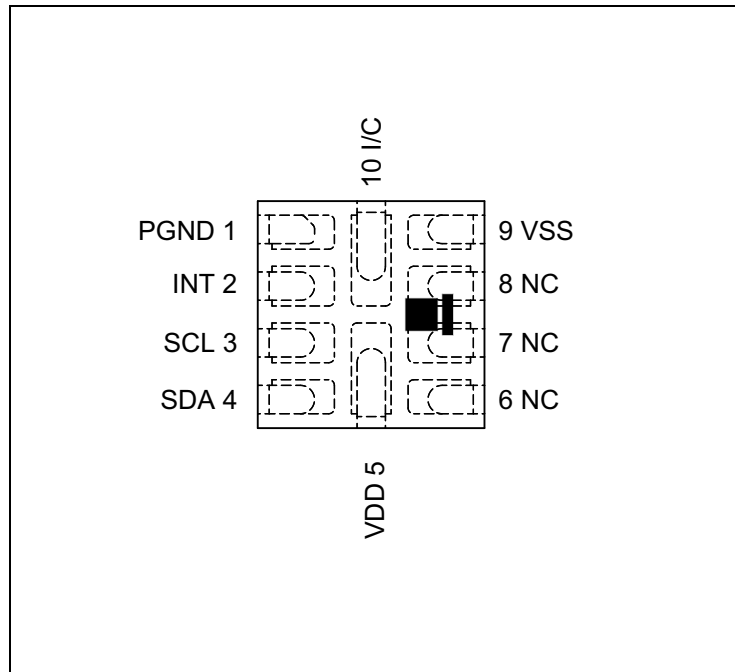 10 I/C
PGND 1
9 VSS
INT 2
8 NC
SCL 3
7 NC
SDA 4
6 NC
VDD 5